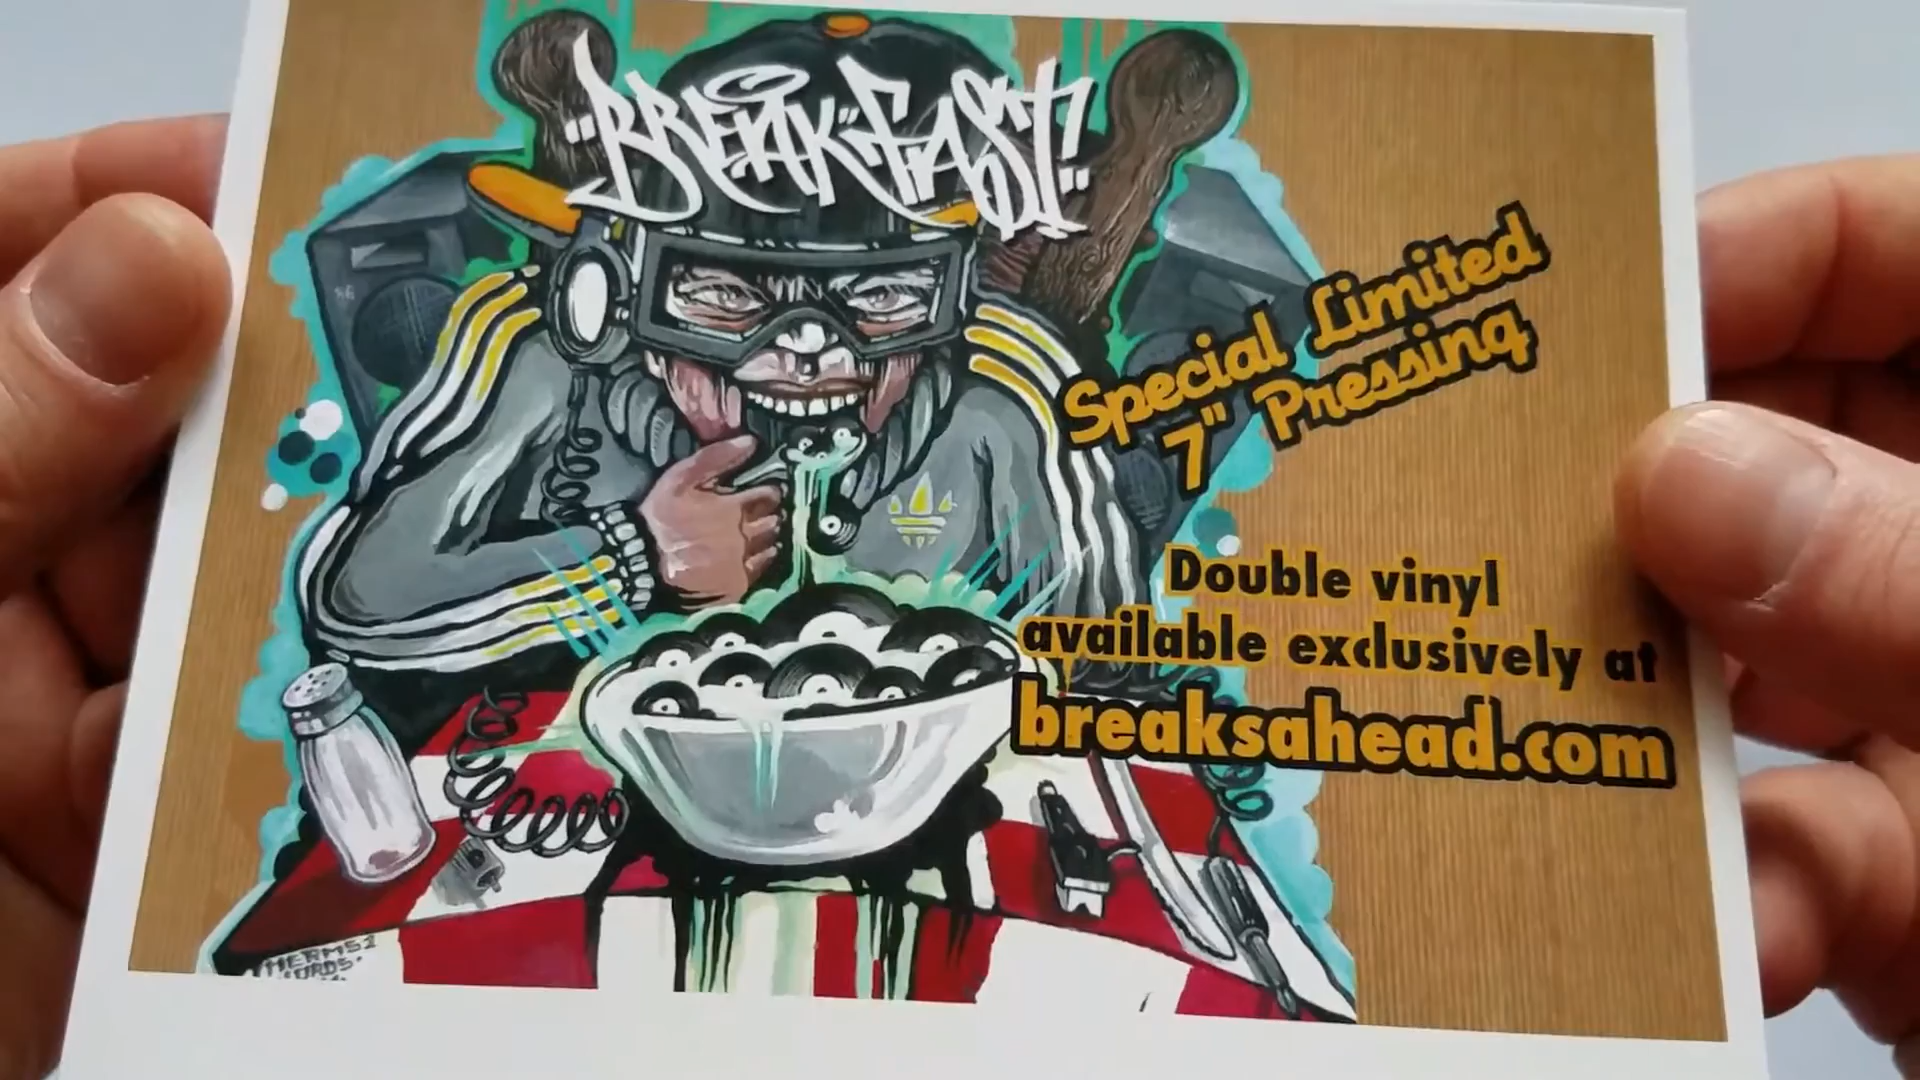 "BREAK-FAST"
Special Limited
7" Pressing
Double vinyl
available exclusively at
breaksahead.com